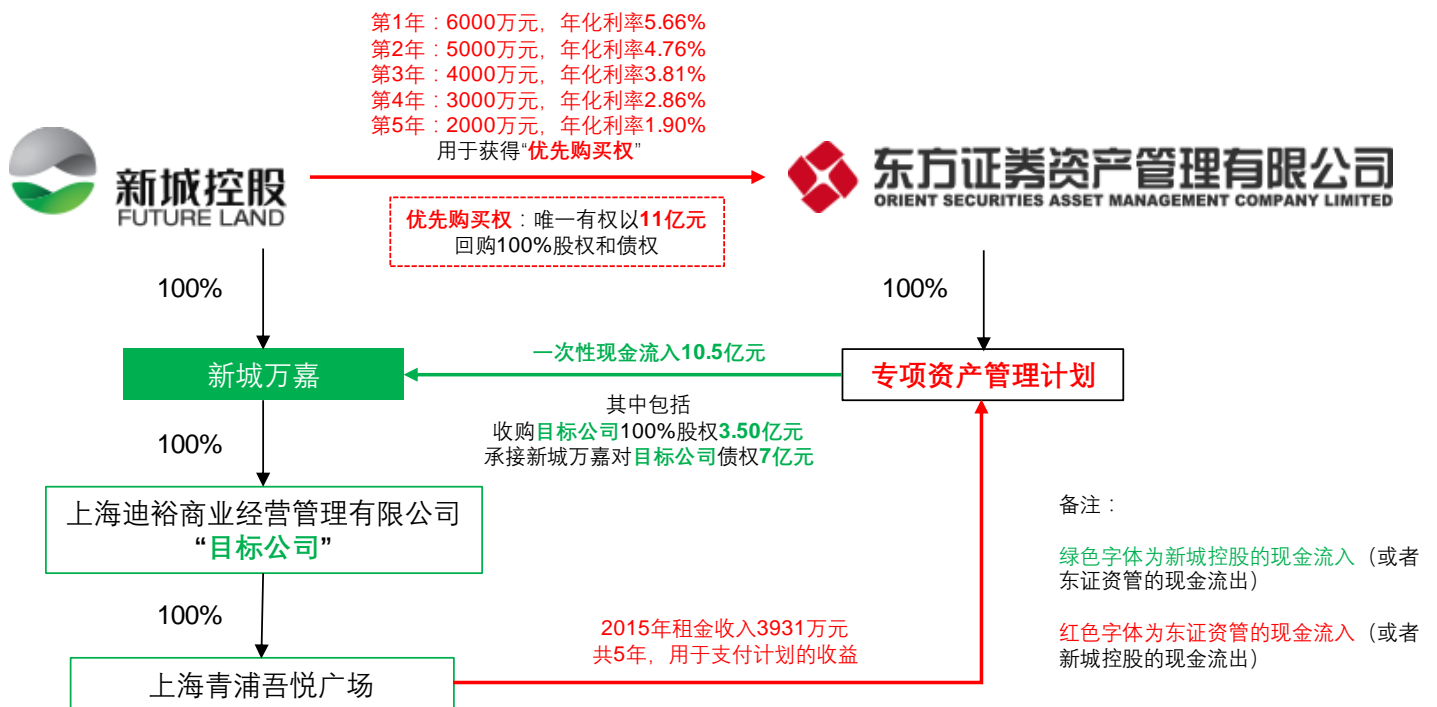 第1年：6000万元，年化利率5.66%
第2年：5000万元，年化利率4.76%
第3年：4000万元，年化利率3.81%
第4年：3000万元，年化利率2.86%
第5年：2000万元，年化利率1.90%
用于获得“优先购买权”
新城控股
FUTURE LAND
东方证券资产管理有限公司
ORIENT SECURITIES ASSET MANAGEMENT COMPANY LIMITED
优先购买权：唯一有权以11亿元
回购100%股权和债权
100%
100%
一次性现金流入10.5亿元
新城万嘉
专项资产管理计划
其中包括
收购目标公司100%股权3.50亿元
承接新城万嘉对目标公司债权7亿元
100%
上海迪裕商业经营管理有限公司
“目标公司”
备注：
绿色字体为新城控股的现金流入（或者
东证资管的现金流出）
红色字体为东证资管的现金流入（或者
新城控股的现金流出）
100%
2015年租金收入3931万元
共5年，用于支付计划的收益
上海青浦吾悦广场